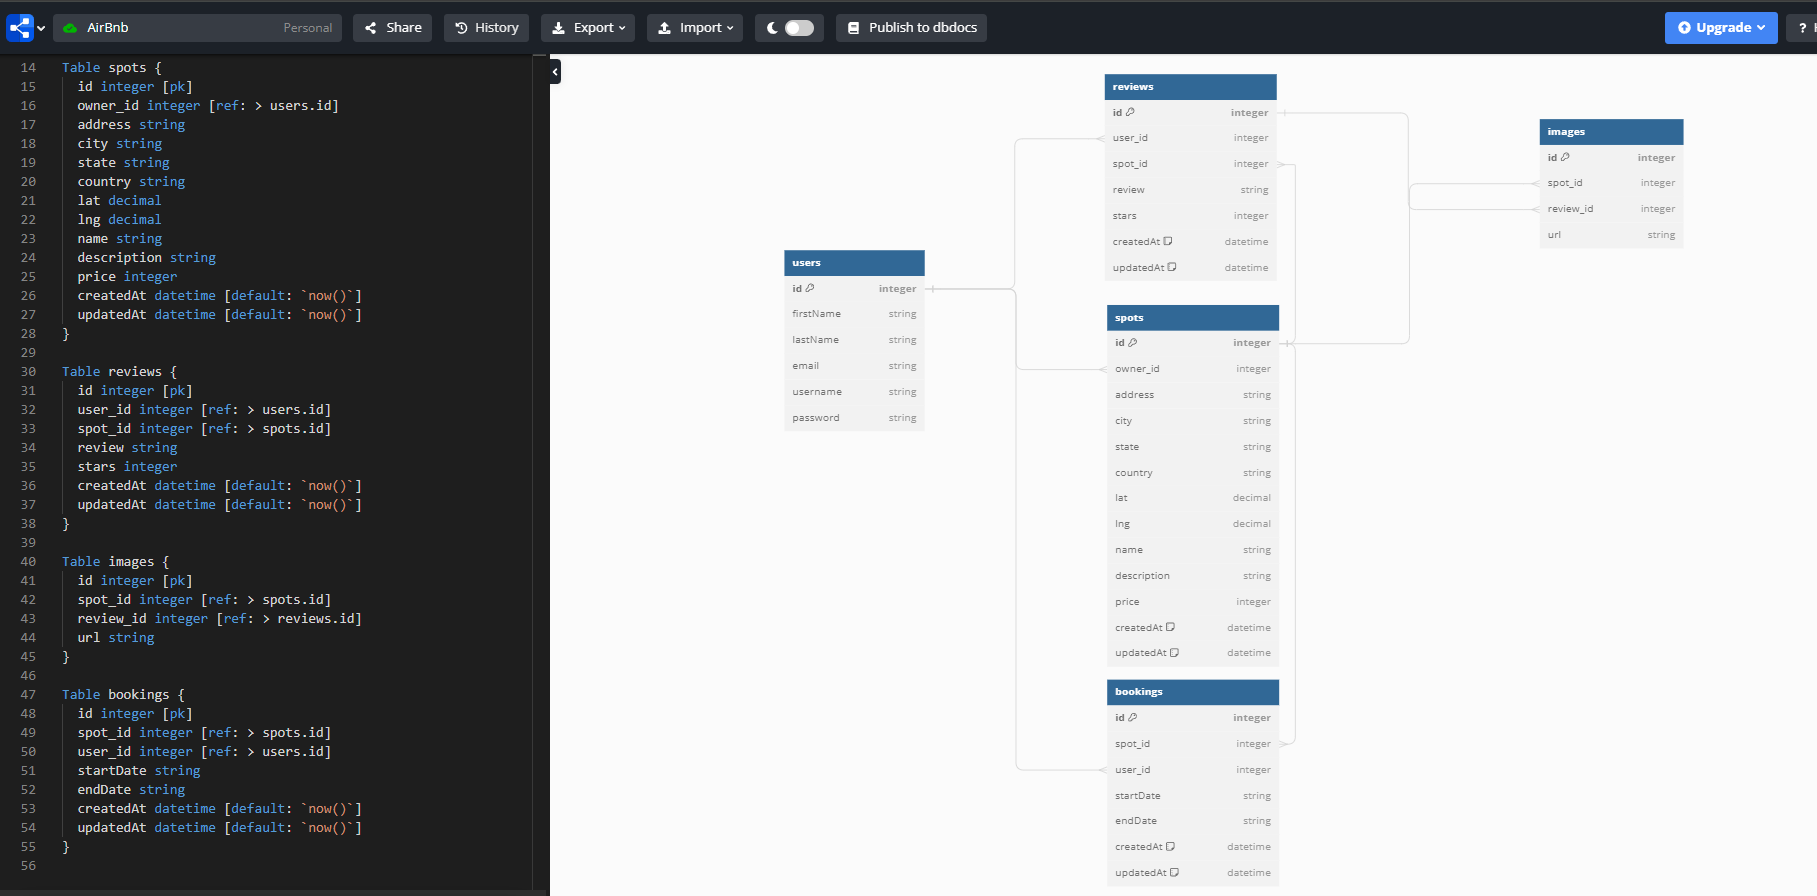 AirBnb Personal Share History Export Import Publish to dbdocs Upgrade ?
14 Table spots {
15 id integer [pk]
16 owner_id integer [ref: > users.id]
17 address string
18 city string
19 state string
20 country string
21 lat decimal
22 lng decimal
23 name string
24 description string
25 price integer
26 createdAt datetime [default: `now()`]
27 updatedAt datetime [default: `now()`]
28 }
29
30 Table reviews {
31 id integer [pk]
32 user_id integer [ref: > users.id]
33 spot_id integer [ref: > spots.id]
34 review string
35 stars integer
36 createdAt datetime [default: `now()`]
37 updatedAt datetime [default: `now()`]
38 }
39
40 Table images {
41 id integer [pk]
42 spot_id integer [ref: > spots.id]
43 review_id integer [ref: > reviews.id]
44 url string
45 }
46
47 Table bookings {
48 id integer [pk]
49 spot_id integer [ref: > spots.id]
50 user_id integer [ref: > users.id]
51 startDate string
52 endDate string
53 createdAt datetime [default: `now()`]
54 updatedAt datetime [default: `now()`]
55 }
56
users
id integer
firstName string
lastName string
email string
username string
password string
reviews
id integer
user_id integer
spot_id integer
review string
stars integer
createdAt datetime
updatedAt datetime
spots
id integer
owner_id integer
address string
city string
state string
country string
lat decimal
lng decimal
name string
description string
price integer
createdAt datetime
updatedAt datetime
bookings
id integer
spot_id integer
user_id integer
startDate string
endDate string
createdAt datetime
updatedAt datetime
images
id integer
spot_id integer
review_id integer
url string